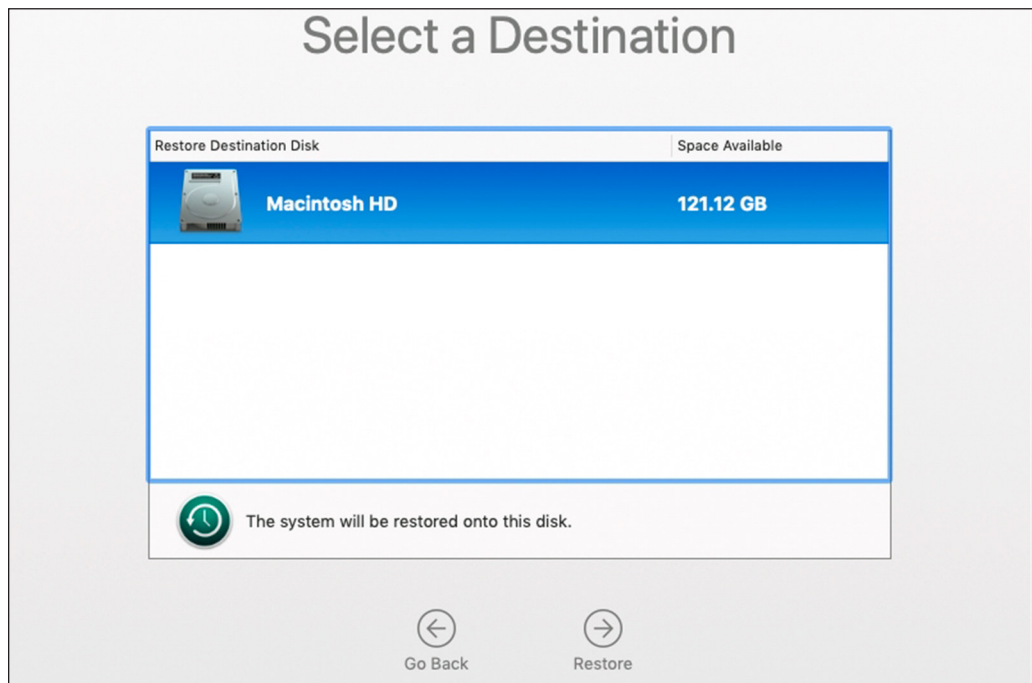 Select a Destination
Restore Destination Disk Space Available
Macintosh HD 121.12 GB
The system will be restored onto this disk.
Go Back Restore